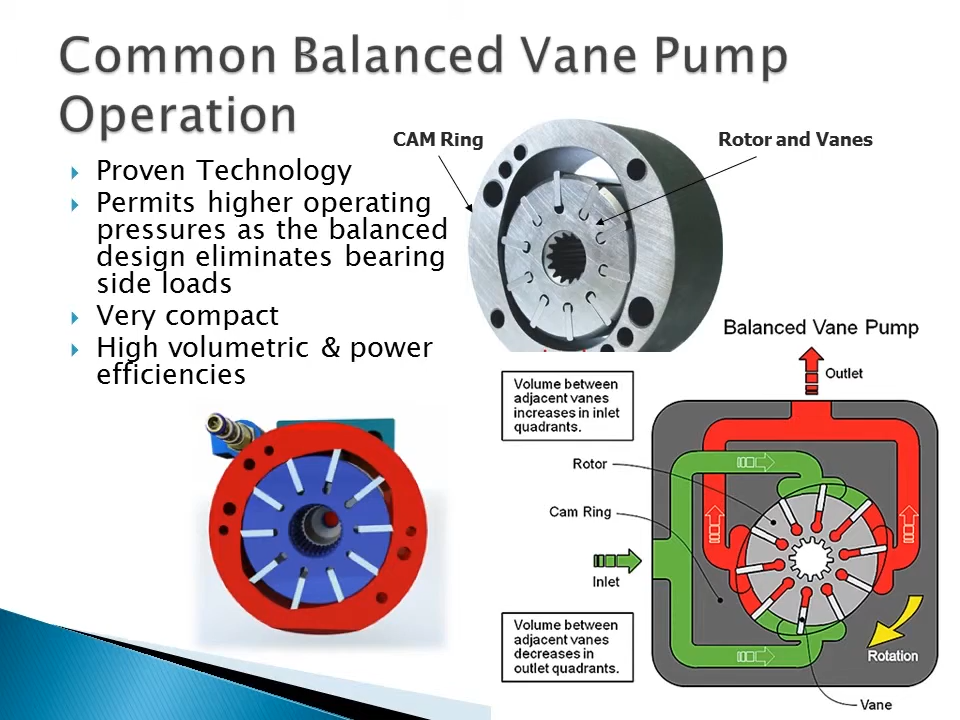 Common Balanced Vane Pump
Operation
CAM Ring
Rotor and Vanes
Proven Technology
Permits higher operating
pressures as the balanced
design eliminates bearing
side loads
Very compact
High volumetric & power
efficiencies
Balanced Vane Pump
Outlet
Volume between
adjacent vanes
increases in inlet
quadrants.
Rotor
Cam Ring
Inlet
Volume between
adjacent vanes
decreases in
outlet quadrants.
Rotation
Vane